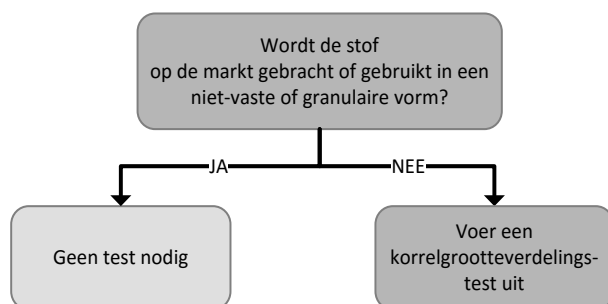 Wordt de stof
op de markt gebracht of gebruikt in een
niet-vaste of granulaire vorm?
JA
NEE
Geen test nodig
Voer een
korrelgrootteverdelings-
test uit